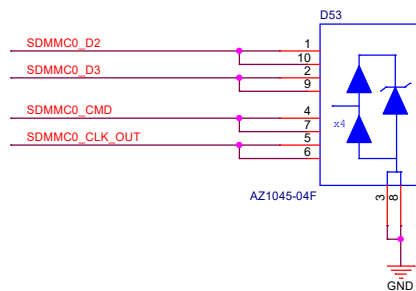 D53
SDMMC0_D2
1
10
SDMMC0_D3
2
9
SDMMC0_CMD
4
7
SDMMC0_CLK_OUT
5
6
x4
AZ1045-04F
3
8
GND